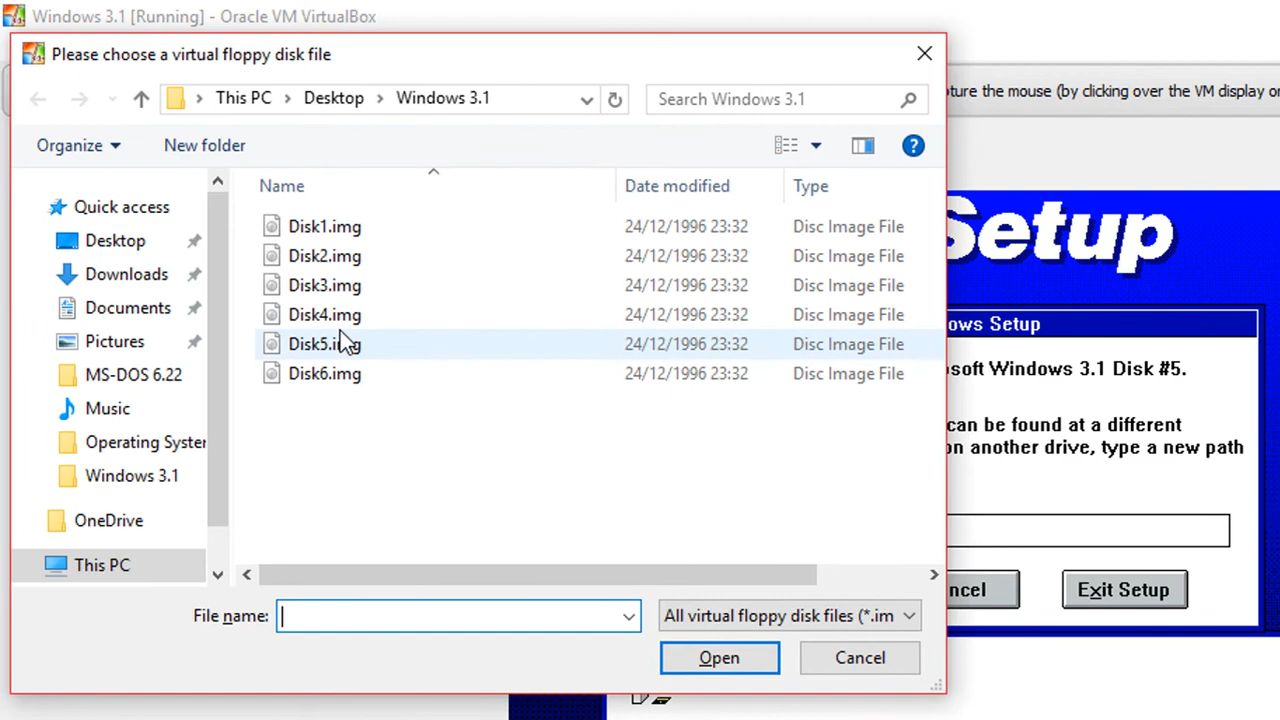 Windows 3.1 [Running] - Oracle VM VirtualBox
Please choose a virtual floppy disk file
This PC > Desktop > Windows 3.1
Search Windows 3.1
ture the mouse (by clicking over the VM display or
Organize
New folder
Name
Date modified
Type
Quick access
Desktop
Downloads
Documents
Pictures
MS-DOS 6.22
Music
Operating Syster
Windows 3.1
OneDrive
This PC
Disk1.img 24/12/1996 23:32 Disc Image File
Disk2.img 24/12/1996 23:32 Disc Image File
Disk3.img 24/12/1996 23:32 Disc Image File
Disk4.img 24/12/1996 23:32 Disc Image File
Disk5.img 24/12/1996 23:32 Disc Image File
Disk6.img 24/12/1996 23:32 Disc Image File
File name:
All virtual floppy disk files (*.im
Open
Cancel
Setup
ows Setup
soft Windows 3.1 Disk #5.
can be found at a different
on another drive, type a new path
ncel
Exit Setup